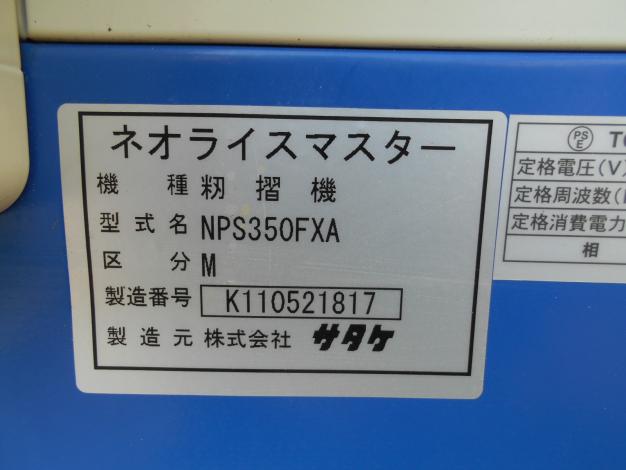 ネオライスマスター
機種 籾摺機
型式名 NPS350FXA
区分 M
製造番号 K110521817
製造元 株式会社 サタケ
PSE T
定格電圧(V)
定格周波数(
定格消費電力
相